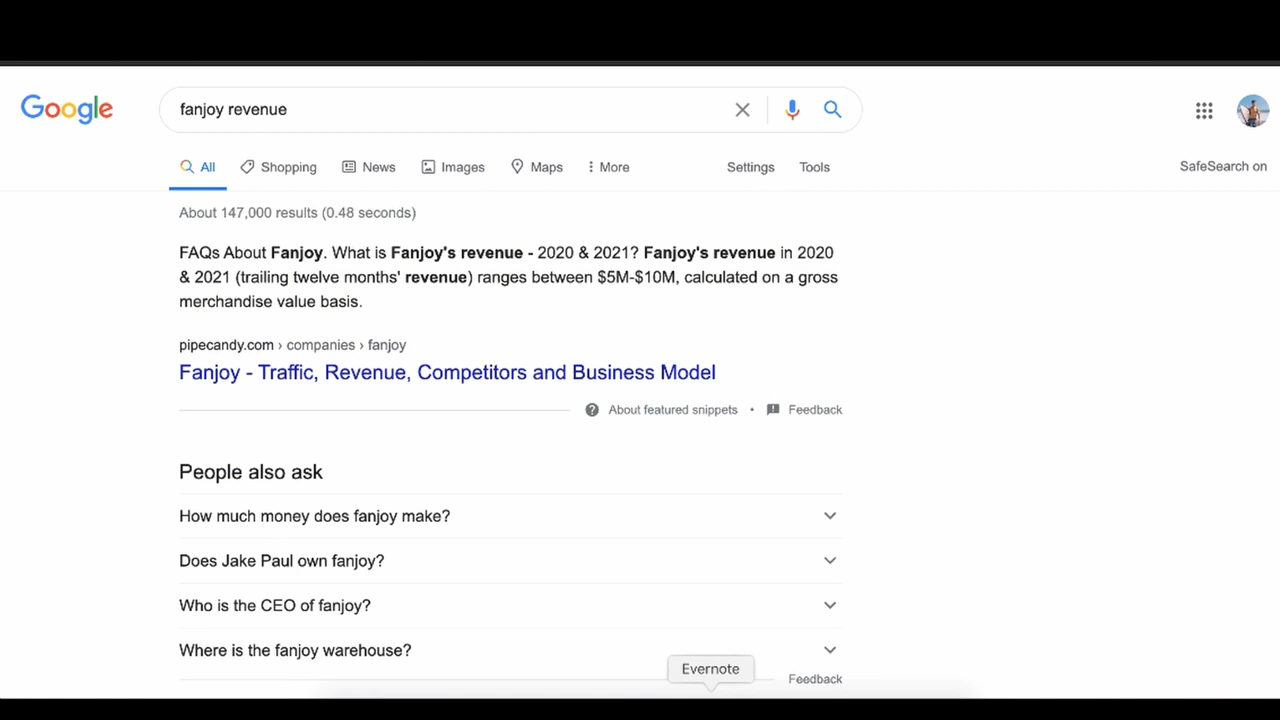 Google
fanjoy revenue
All Shopping News Images Maps More Settings Tools SafeSearch on
About 147,000 results (0.48 seconds)
FAQs About Fanjoy. What is Fanjoy's revenue - 2020 & 2021? Fanjoy's revenue in 2020
& 2021 (trailing twelve months' revenue) ranges between $5M-$10M, calculated on a gross
merchandise value basis.
pipecandy.com › companies › fanjoy
Fanjoy - Traffic, Revenue, Competitors and Business Model
About featured snippets • Feedback
People also ask
How much money does fanjoy make?
Does Jake Paul own fanjoy?
Who is the CEO of fanjoy?
Where is the fanjoy warehouse?
Evernote
Feedback